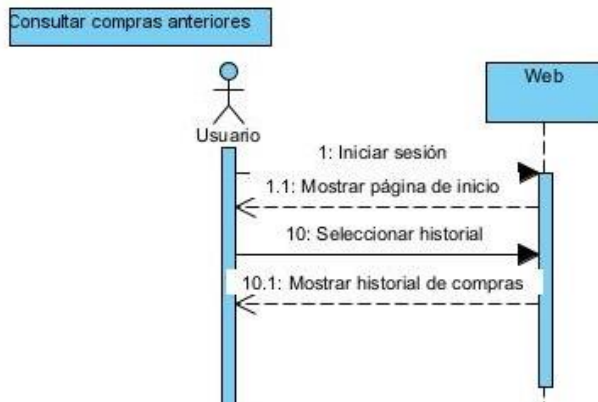 Consultar compras anteriores
Web
Usuario
1: Iniciar sesión
1.1: Mostrar página de inicio
10: Seleccionar historial
10.1: Mostrar historial de compras